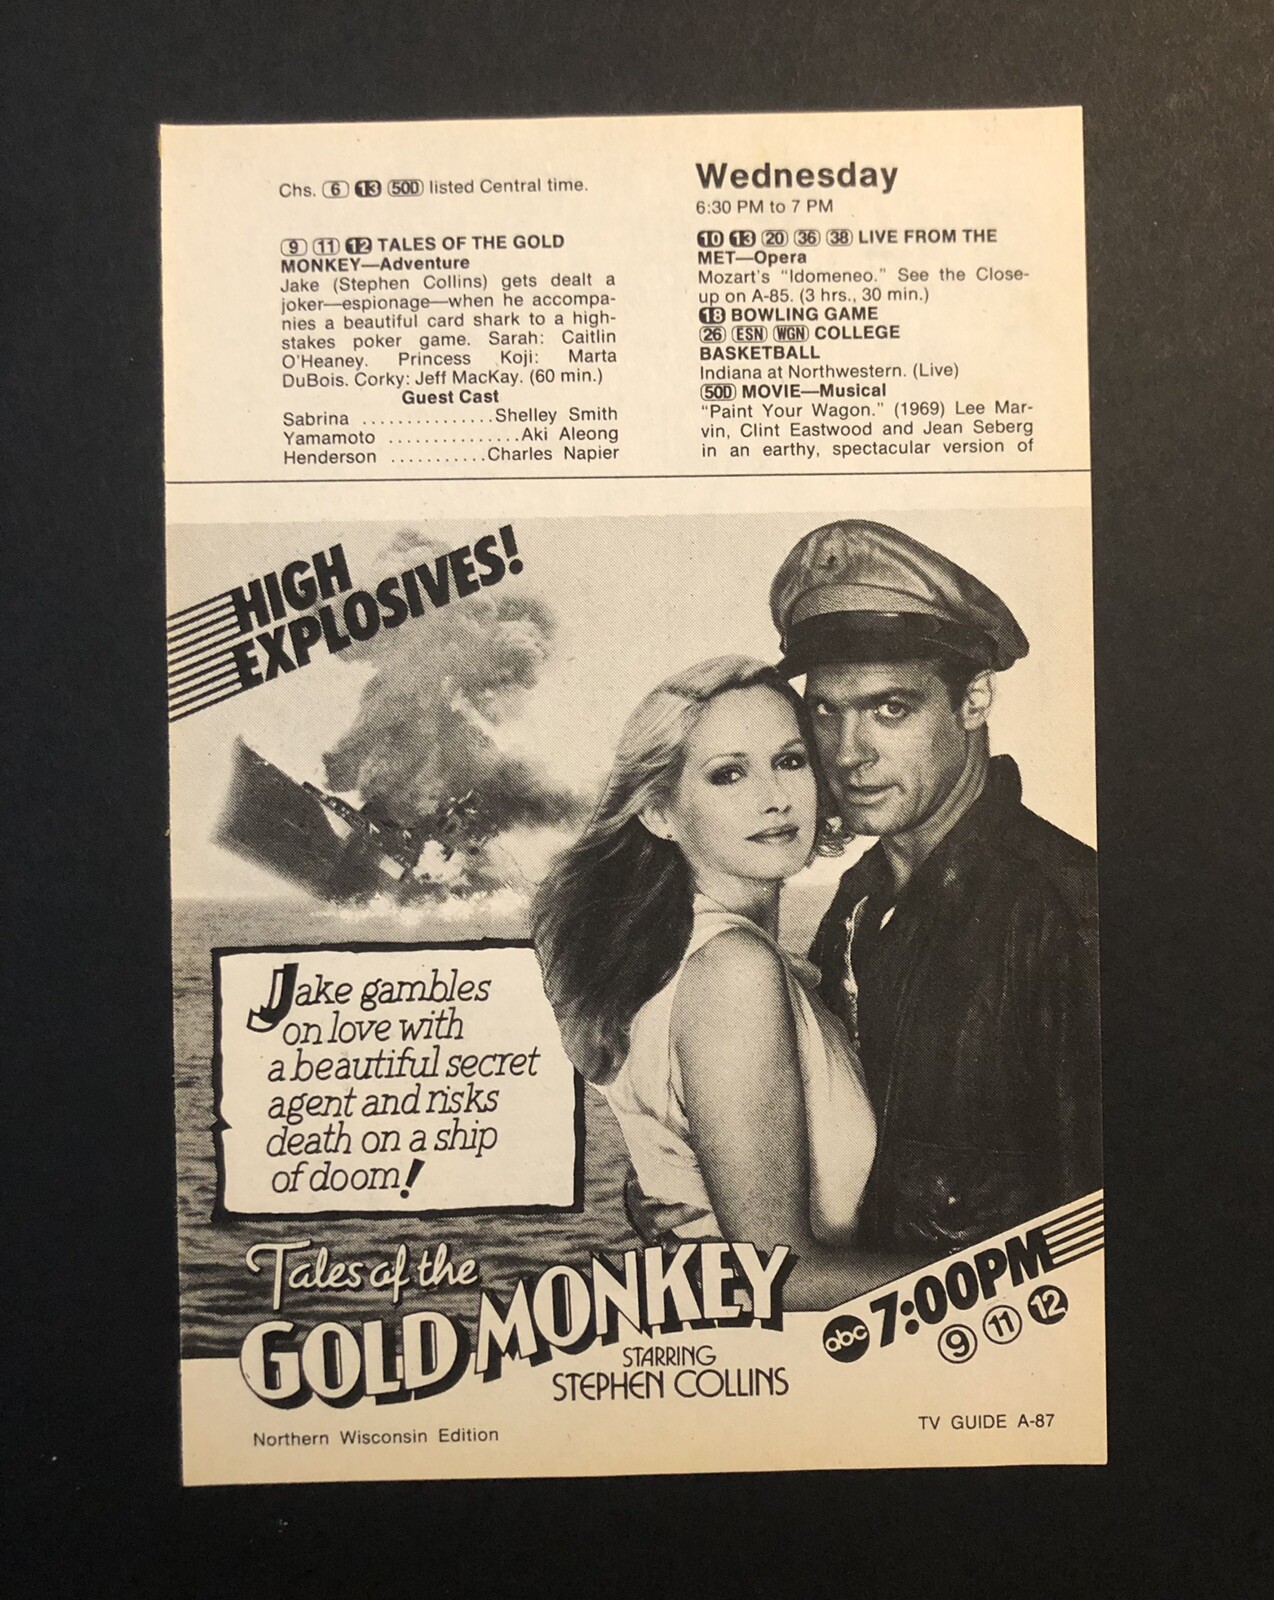 Chs. 6 13 50D listed Central time.
9 11 12 TALES OF THE GOLD
MONKEY—Adventure
Jake (Stephen Collins) gets dealt a
joker—espionage—when he accompa-
nies a beautiful card shark to a high-
stakes poker game. Sarah: Caitlin
O'Heaney. Princess Koji: Marta
DuBois. Corky: Jeff MacKay. (60 min.)
Guest Cast
Sabrina ...............Shelley Smith
Yamamoto ...............Aki Aleong
Henderson ...........Charles Napier
Wednesday
6:30 PM to 7 PM
10 13 20 36 38 LIVE FROM THE
MET—Opera
Mozart's "Idomeneo." See the Close-
up on A-85. (3 hrs., 30 min.)
18 BOWLING GAME
26 ESN WGN COLLEGE
BASKETBALL
Indiana at Northwestern. (Live)
50D MOVIE—Musical
"Paint Your Wagon." (1969) Lee Mar-
vin, Clint Eastwood and Jean Seberg
in an earthy, spectacular version of
HIGH
EXPLOSIVES!
Jake gambles
on love with
a beautiful secret
agent and risks
death on a ship
of doom!
Tales of the
GOLD MONKEY
STARRING
STEPHEN COLLINS
abc 7:00PM
9 11 12
Northern Wisconsin Edition
TV GUIDE A-87